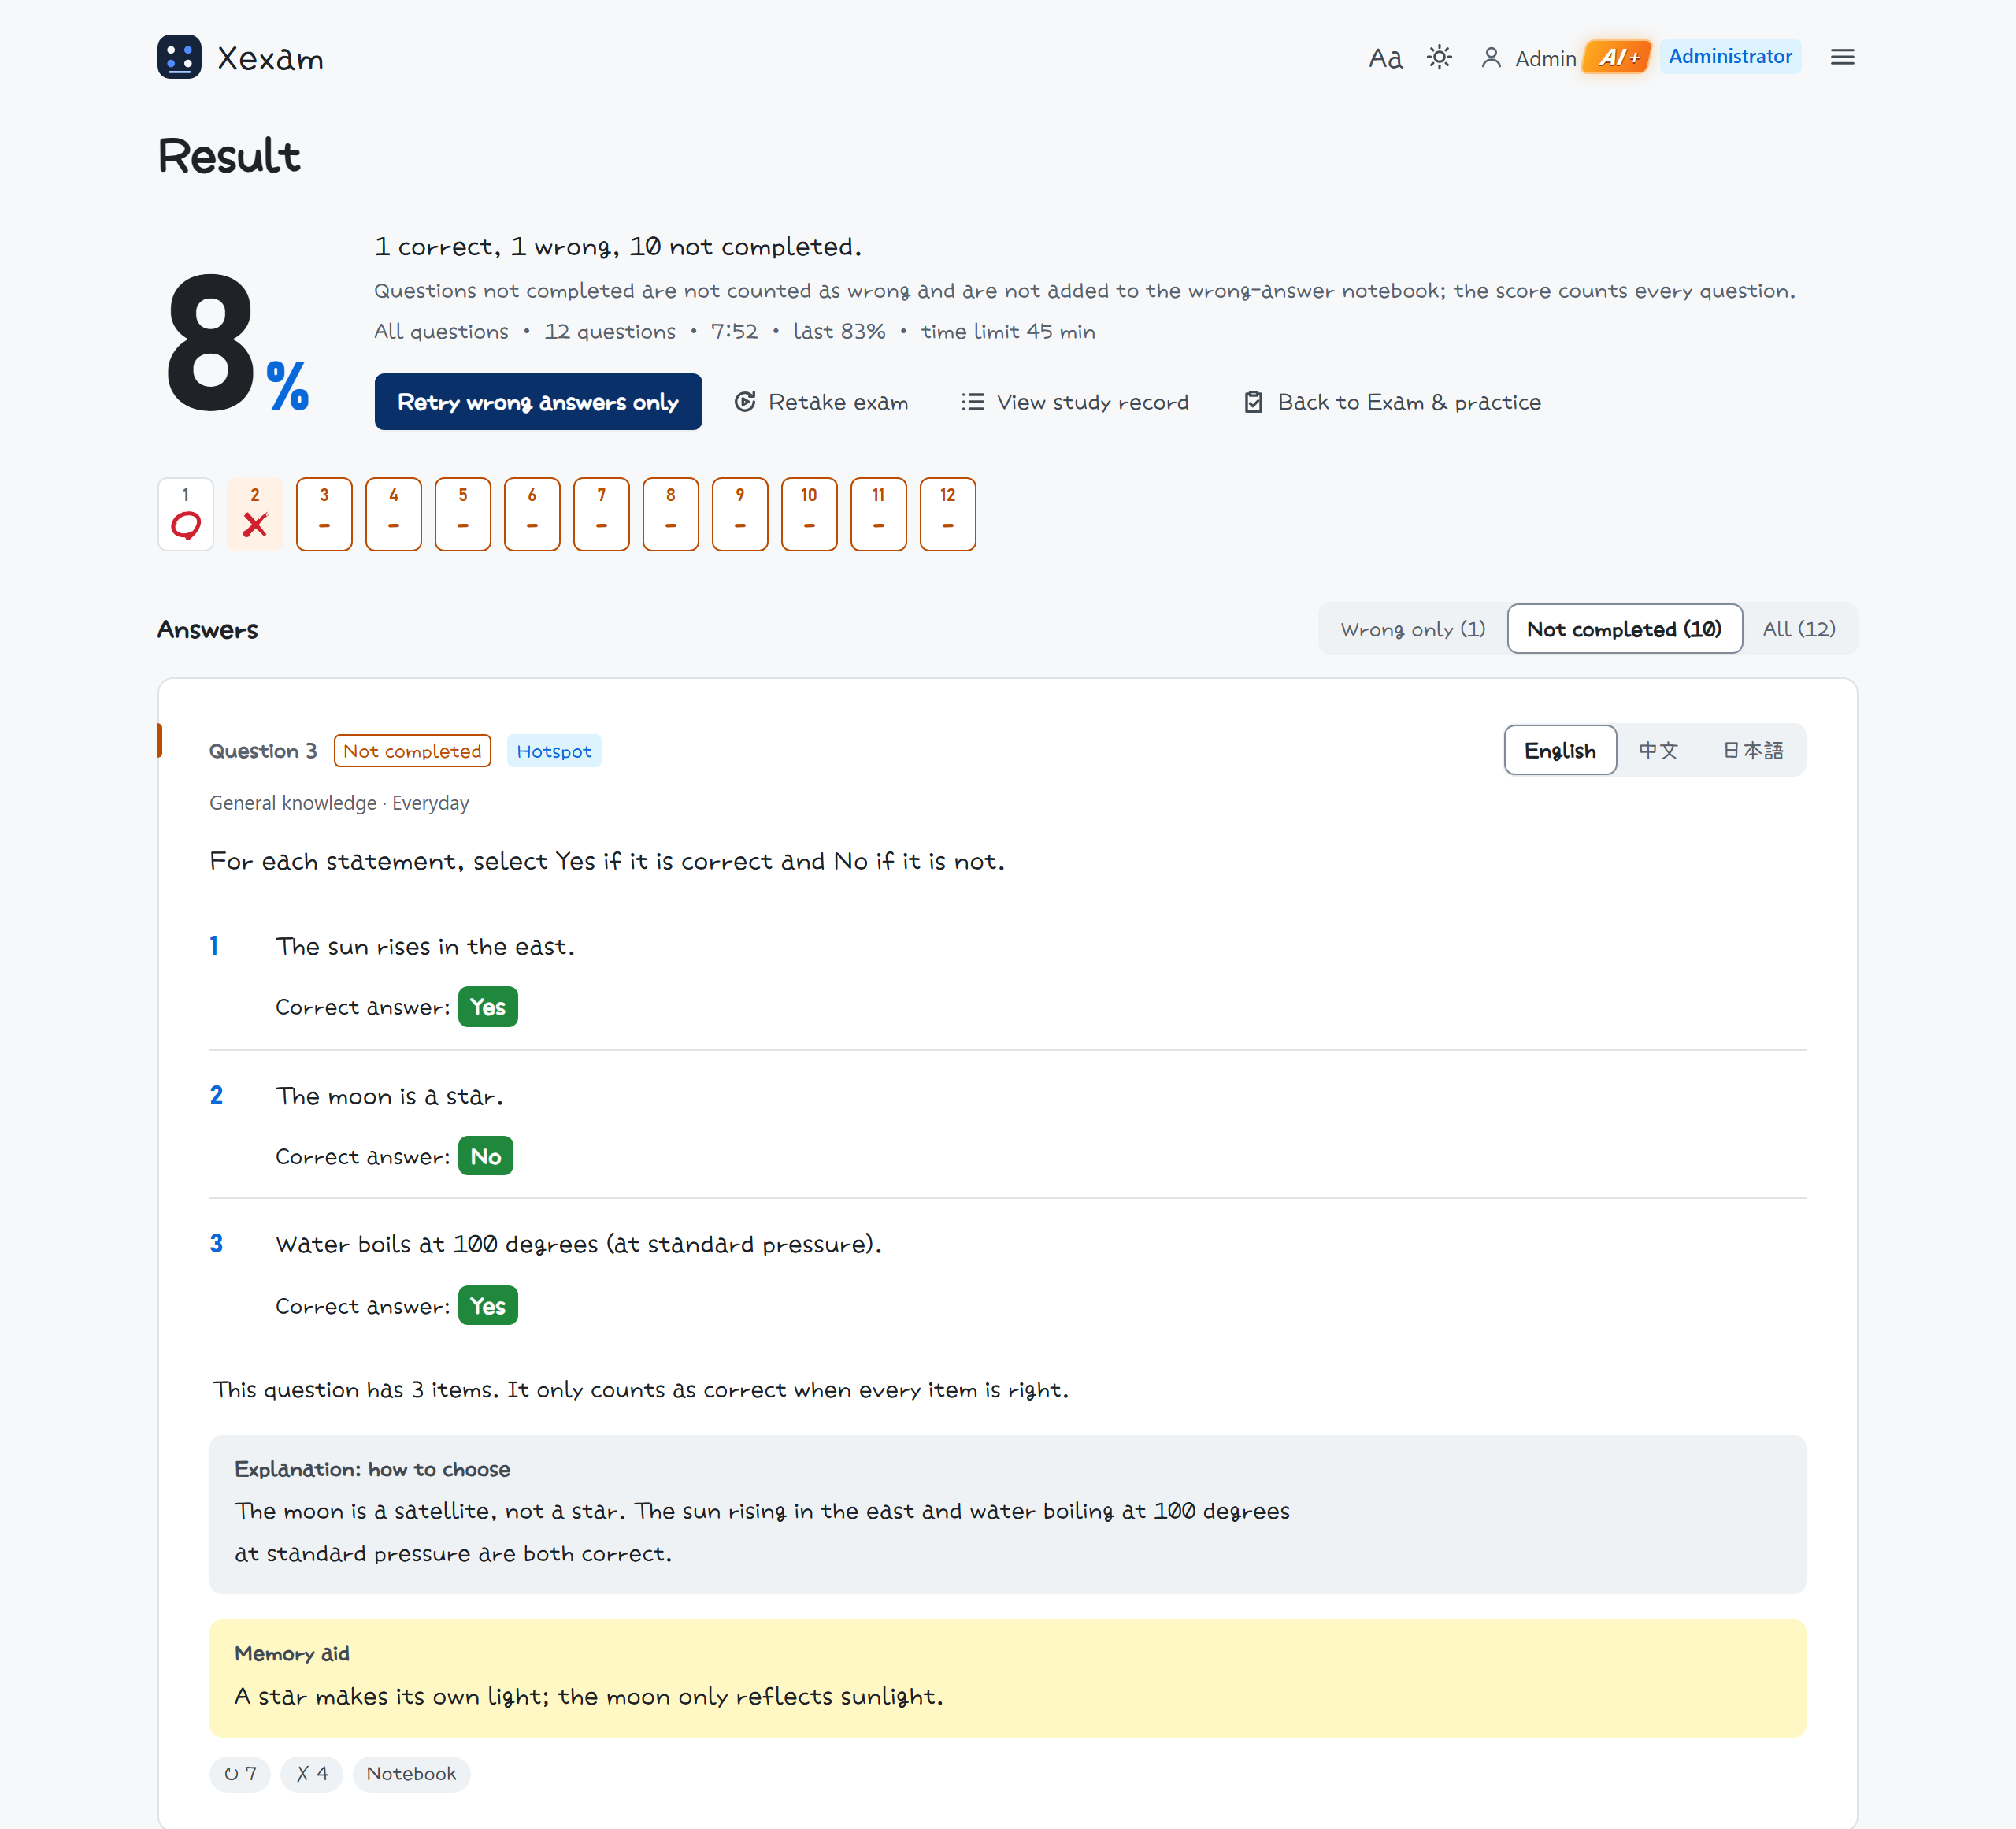 Xexam
Aa Admin AI+ Administrator
Result
8%
1 correct, 1 wrong, 10 not completed.
Questions not completed are not counted as wrong and are not added to the wrong-answer notebook; the score counts every question.
All questions • 12 questions • 7:52 • last 83% • time limit 45 min
Retry wrong answers only Retake exam View study record Back to Exam & practice
1 2 3 4 5 6 7 8 9 10 11 12
- - - - - - - - - -
Answers
Wrong only (1) Not completed (10) All (12)
Question 3 Not completed Hotspot
English 中文 日本語
General knowledge · Everyday
For each statement, select Yes if it is correct and No if it is not.
1 The sun rises in the east.
Correct answer: Yes
2 The moon is a star.
Correct answer: No
3 Water boils at 100 degrees (at standard pressure).
Correct answer: Yes
This question has 3 items. It only counts as correct when every item is right.
Explanation: how to choose
The moon is a satellite, not a star. The sun rising in the east and water boiling at 100 degrees
at standard pressure are both correct.
Memory aid
A star makes its own light; the moon only reflects sunlight.
↻ 7 ✗ 4 Notebook